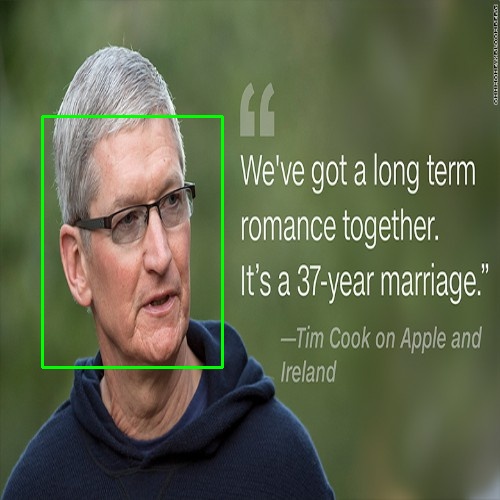 “
We've got a long term
romance together.
It's a 37-year marriage.”
—Tim Cook on Apple and
Ireland